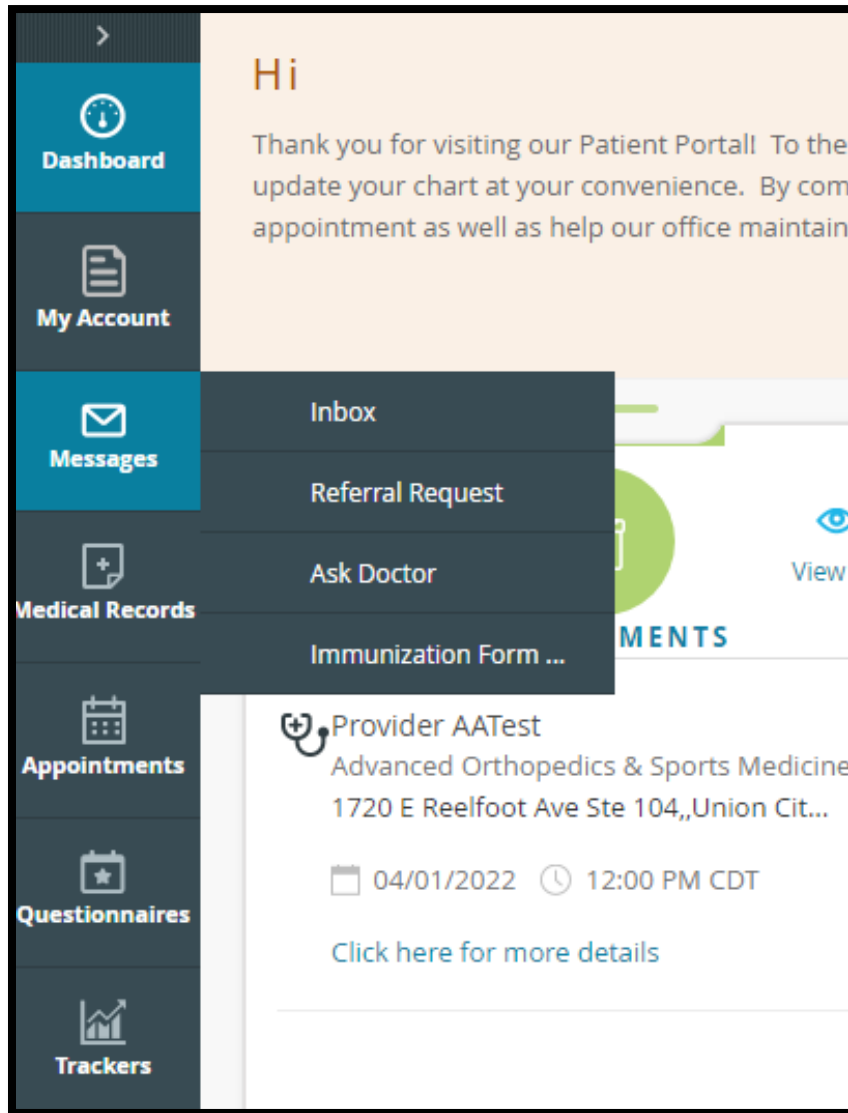 Hi
Thank you for visiting our Patient Portal! To the
update your chart at your convenience. By com
appointment as well as help our office maintain
Dashboard
My Account
Messages
Inbox
Referral Request
Ask Doctor
Immunization Form ...
Medical Records
Appointments
Questionnaires
Trackers
View
MENTS
Provider AATest
Advanced Orthopedics & Sports Medicine
1720 E Reelfoot Ave Ste 104,,Union Cit...
04/01/2022 12:00 PM CDT
Click here for more details